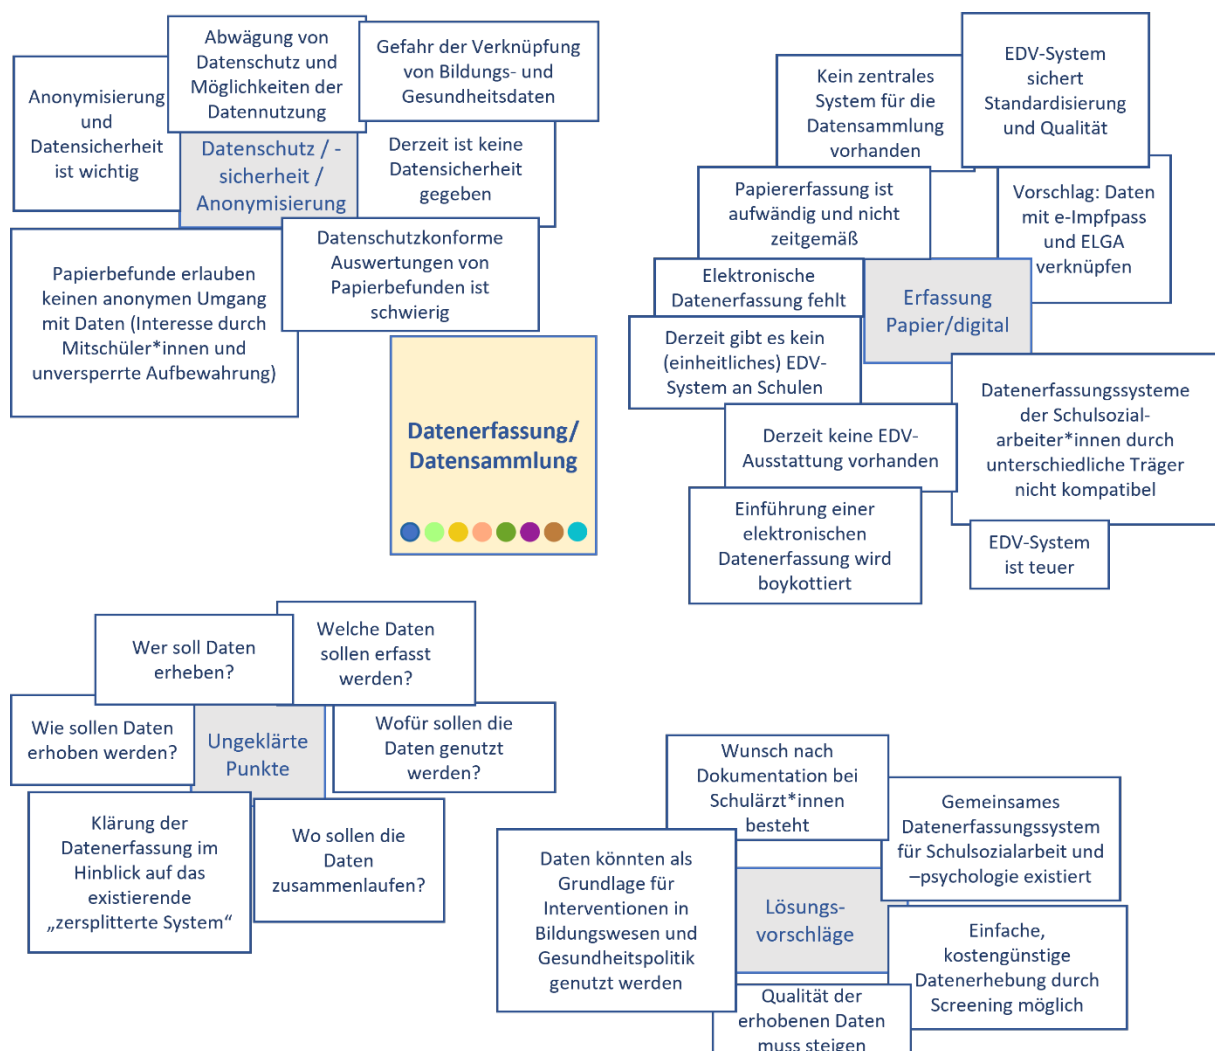 Anonymisierung
und
Datensicherheit
ist wichtig
Abwägung von
Datenschutz und
Möglichkeiten der
Datennutzung
Gefahr der Verknüpfung
von Bildungs- und
Gesundheitsdaten
Datenschutz / -
sicherheit /
Anonymisierung
Derzeit ist keine
Datensicherheit
gegeben
Papierbefunde erlauben
keinen anonymen Umgang
mit Daten (Interesse durch
Mitschüler*innen und
unversperrte Aufbewahrung)
Datenschutzkonforme
Auswertungen von
Papierbefunden ist
schwierig
Datenerfassung/
Datensammlung
Kein zentrales
System für die
Datensammlung
vorhanden
EDV-System
sichert
Standardisierung
und Qualität
Papiererfassung ist
aufwändig und nicht
zeitgemäß
Vorschlag: Daten
mit e-Impfpass
und ELGA
verknüpfen
Elektronische
Datenerfassung fehlt
Erfassung
Papier/digital
Derzeit gibt es kein
(einheitliches) EDV-
System an Schulen
Datenerfassungssysteme
der Schulsozial-
arbeiter*innen durch
unterschiedliche Träger
nicht kompatibel
Derzeit keine EDV-
Ausstattung vorhanden
Einführung einer
elektronischen
Datenerfassung wird
boykottiert
EDV-System
ist teuer
Wer soll Daten
erheben?
Welche Daten
sollen erfasst
werden?
Wie sollen Daten
erhoben werden?
Ungeklärte
Punkte
Wofür sollen die
Daten genutzt
werden?
Klärung der
Datenerfassung im
Hinblick auf das
existierende
„zersplitterte System“
Wo sollen die
Daten
zusammenlaufen?
Wunsch nach
Dokumentation bei
Schulärzt*innen
besteht
Gemeinsames
Datenerfassungssystem
für Schulsozialarbeit und
–psychologie existiert
Daten könnten als
Grundlage für
Interventionen in
Bildungswesen und
Gesundheitspolitik
genutzt werden
Lösungs-
vorschläge
Einfache,
kostengünstige
Datenerhebung durch
Screening möglich
Qualität der
erhobenen Daten
muss steigen